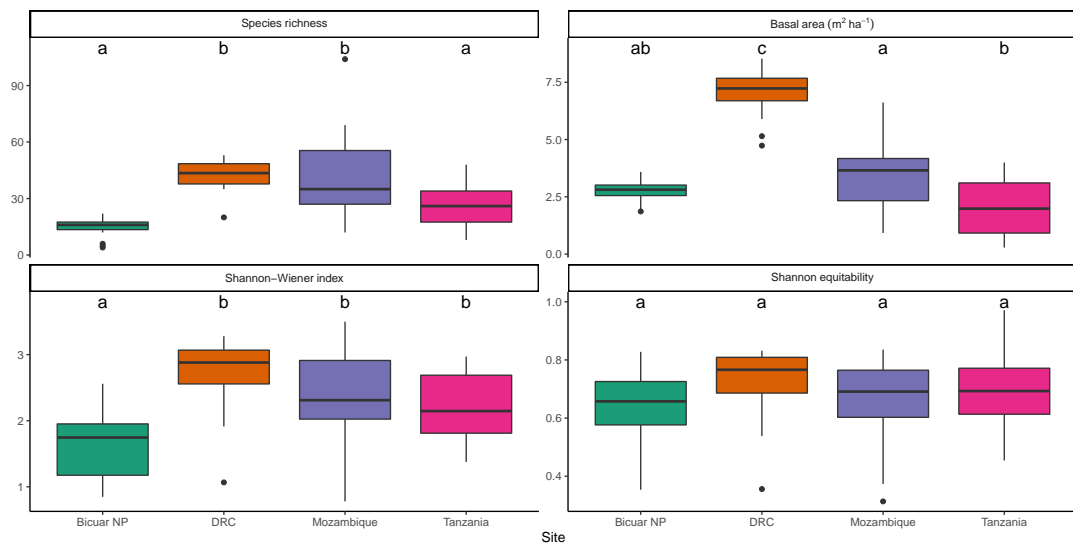 Species richness
a b b a
90
60
30
0
Basal area (m² ha⁻¹)
ab c a b
7.5
5.0
2.5
0.0
Shannon−Wiener index
a b b b
3
2
1
Bicuar NP DRC Mozambique Tanzania
Shannon equitability
a a a a
1.0
0.8
0.6
0.4
Bicuar NP DRC Mozambique Tanzania
Site